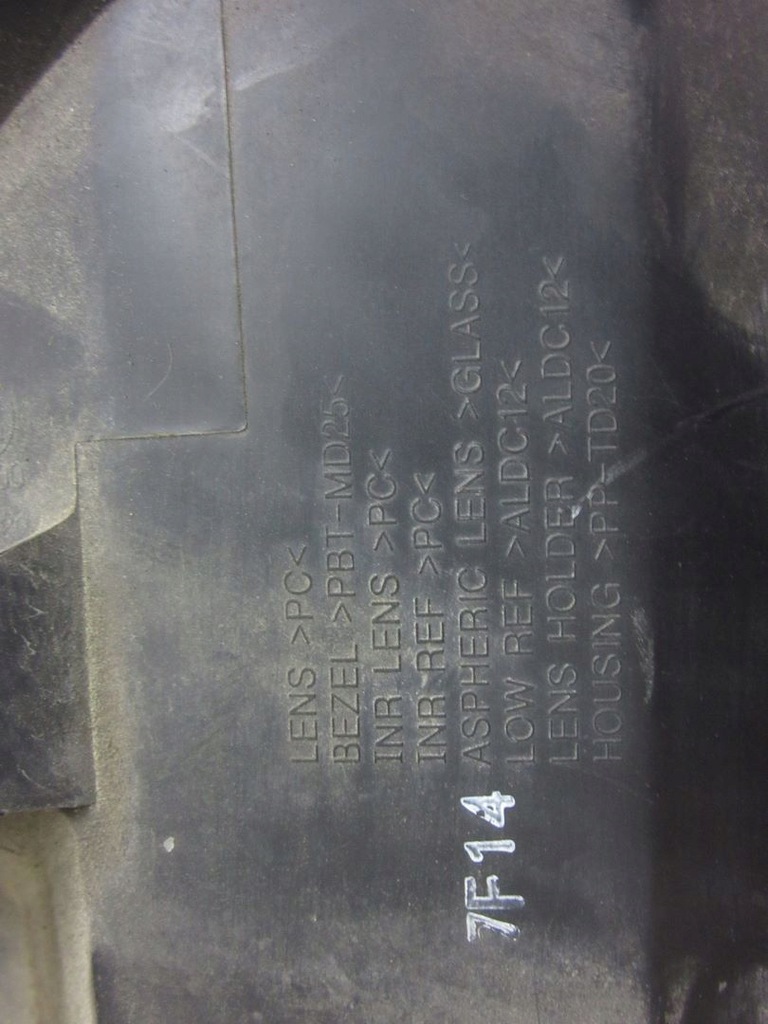 LENS >PC<
BEZEL >PBT-MD25<
INR LENS >PC<
INR REF >PC<
ASPHERIC LENS >GLASS<
LOW REF >ALDC12<
LENS HOLDER >ALDC12<
HOUSING >PP-TD20<
7F14